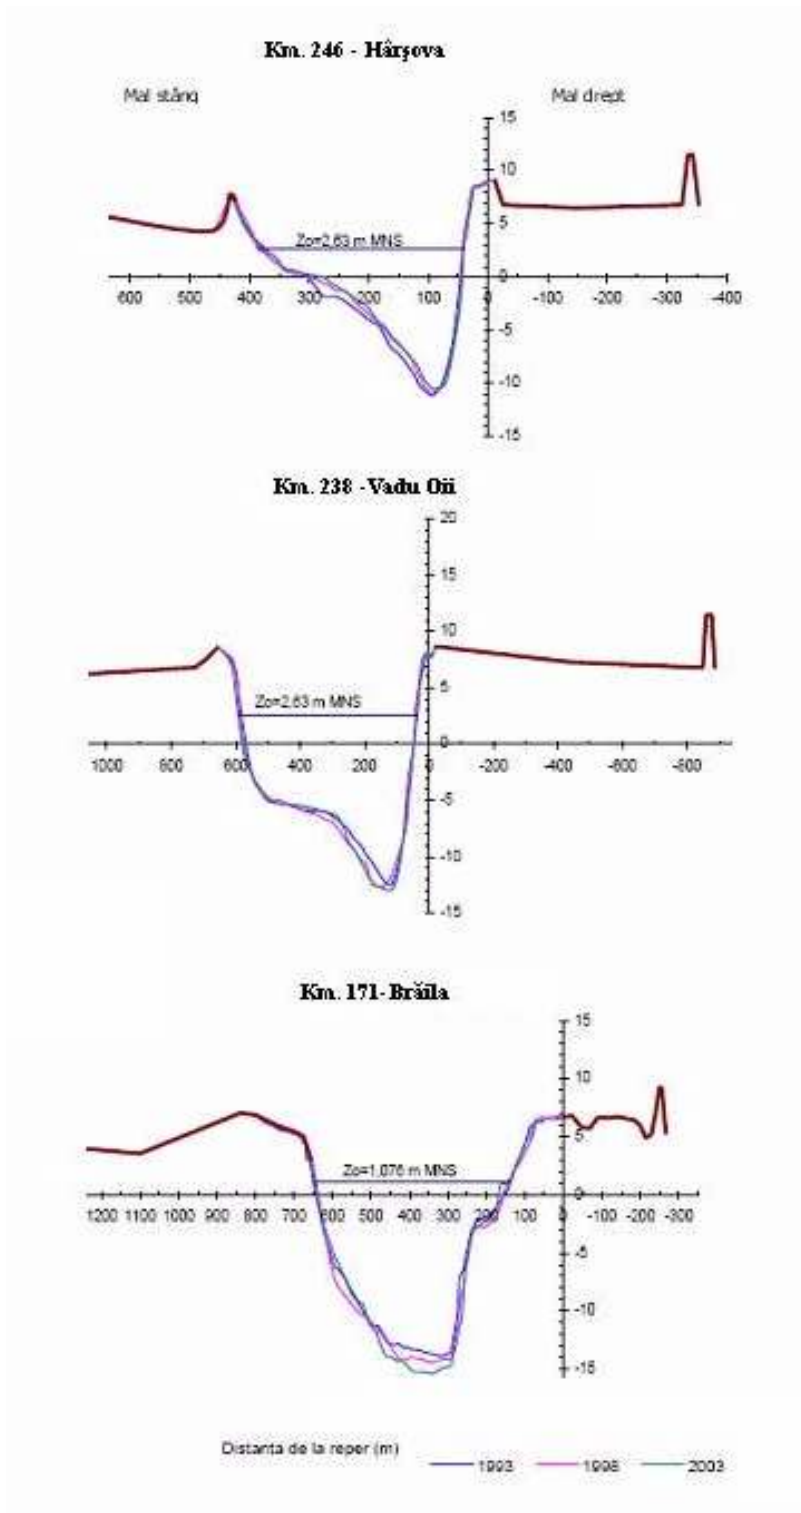 Km. 246 - Hârşova
Mal stâng Mal drept
15
10
5
0
600 500 400 300 200 100 0 -100 -200 -300 -400
-5
-10
-15
Zo=2,63 m MNS
Km. 238 -Vadu Oii
20
15
10
5
0
1000 800 600 400 200 0 -200 -400 -600 -800
-5
-10
-15
Zo=2,63 m MNS
Km. 171- Brăila
15
10
5
0
1200 1100 1000 900 800 700 600 500 400 300 200 100 0 -100 -200 -300
-5
-10
-15
Zo=1,076 m MNS
Distanta de la reper (m) 1993 1998 2003